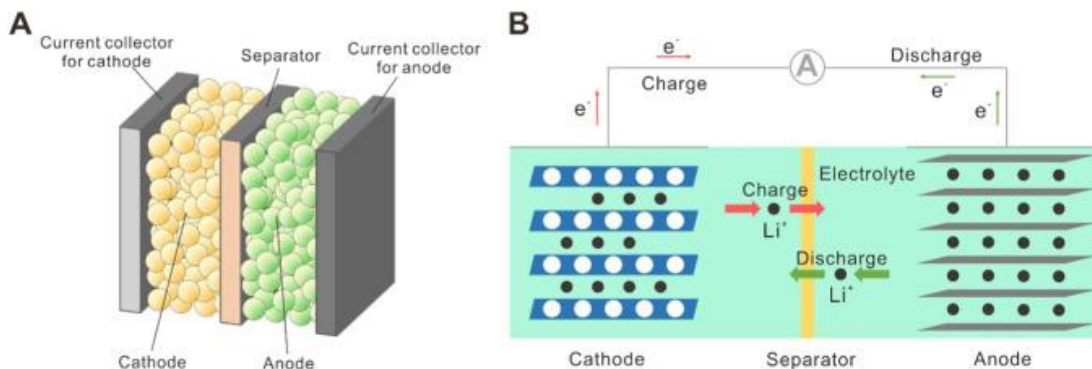 A
Current collector
for cathode
Separator
Current collector
for anode
Cathode
Anode
B
e-
Charge
A
Discharge
e-
e-
e-
Electrolyte
Charge
Li+
Discharge
Li+
Cathode
Separator
Anode